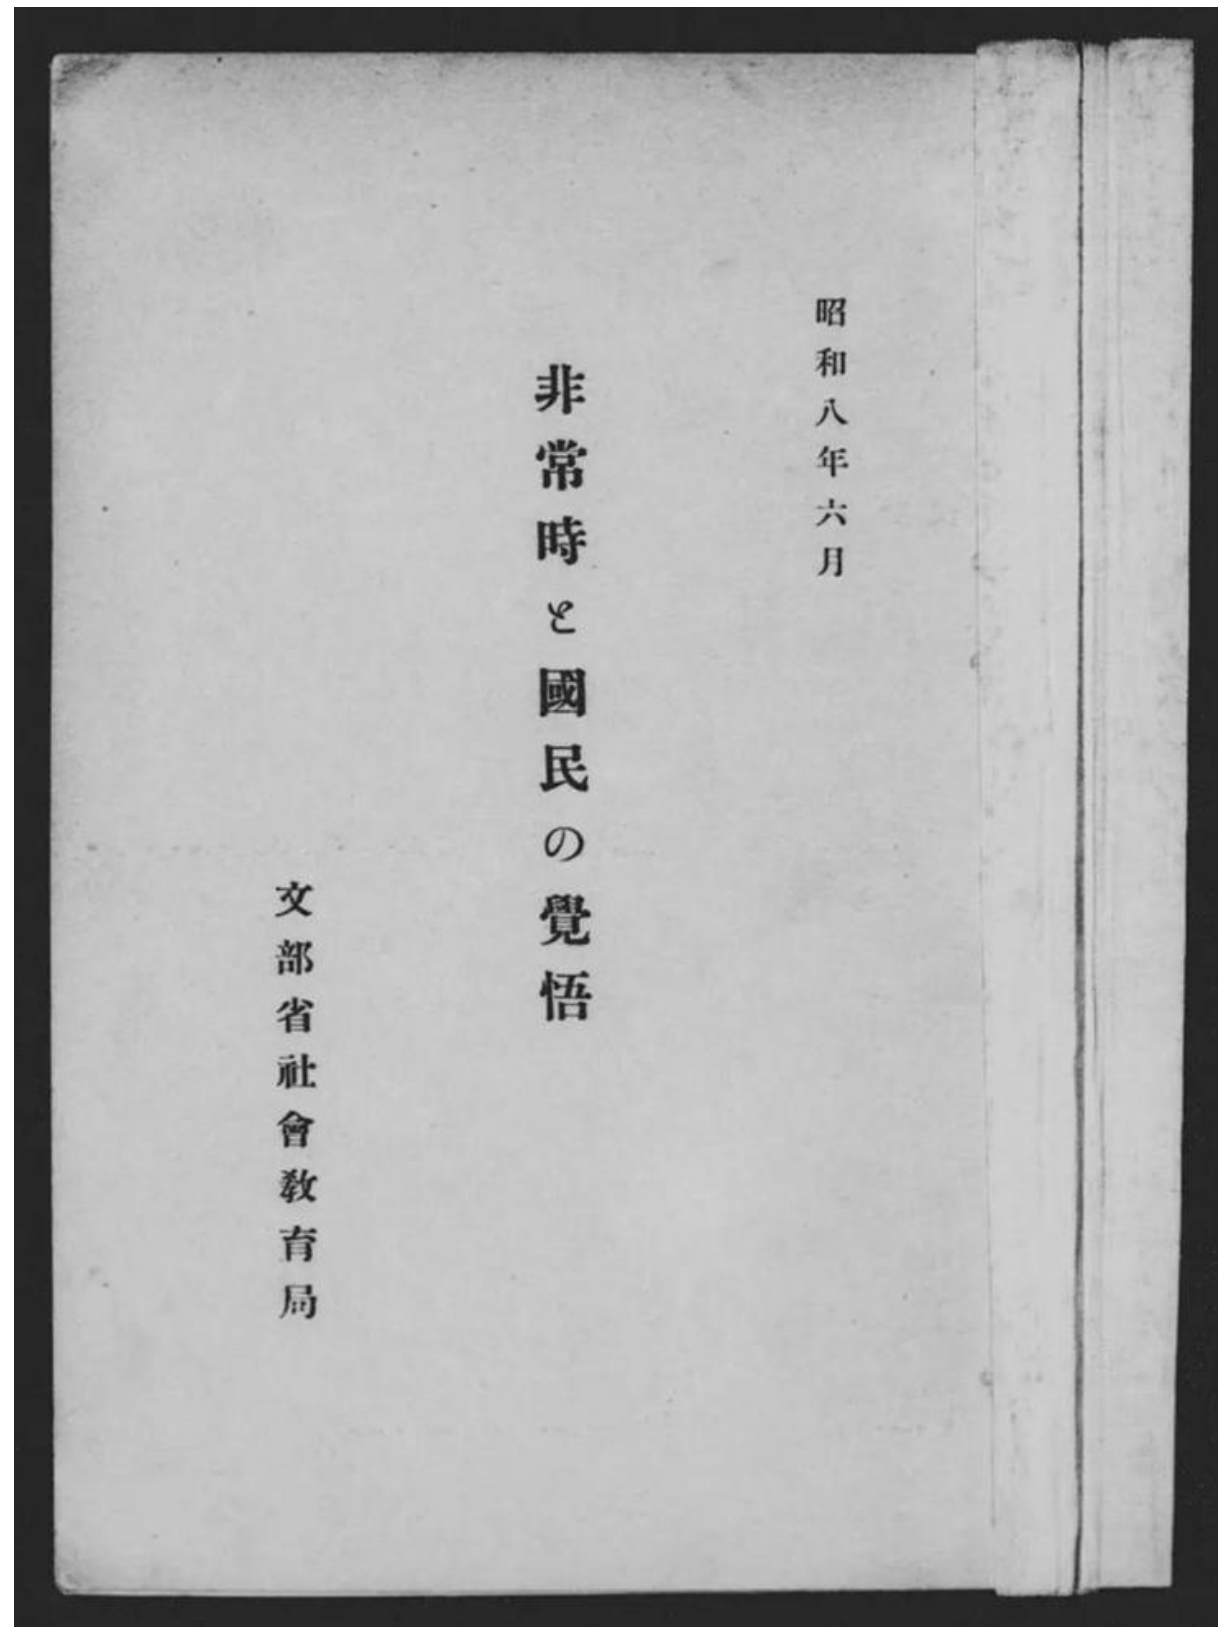 昭和八年六月
非常時と國民の覺悟
文部省社會敎育局